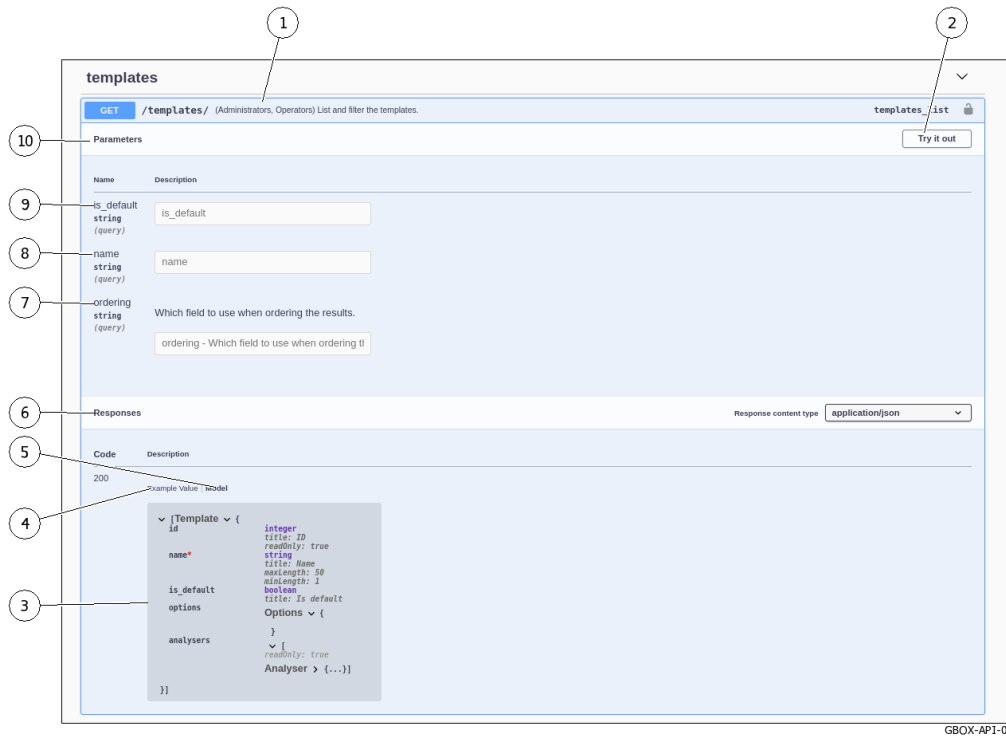 1
2
templates
GET /templates/ (Administrators, Operators) List and filter the templates. templates_list
10 Parameters Try it out
Name Description
9 is_default is_default
string
(query)
8 name name
string
(query)
7 ordering
string Which field to use when ordering the results.
(query)
ordering - Which field to use when ordering tl
6 Responses Response content type application/json
5
Code Description
200
Example Value | Model
4
[Template {
id integer
title: ID
readOnly: true
name* string
title: Name
maxLength: 50
minLength: 1
is_default boolean
title: Is default
3
options Options {
}
analysers [
readOnly: true
Analyser {...}]
}]
GBOX-API-0